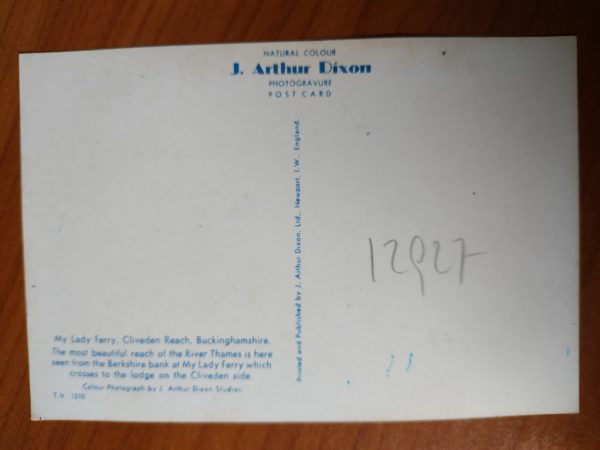 NATURAL COLOUR
J. Arthur Dixon
PHOTOGRAVURE
POST CARD
Printed and Published by J. Arthur Dixon, Ltd., Newport, I.W., England.
12927
My Lady Ferry, Cliveden Reach, Buckinghamshire.
The most beautiful reach of the River Thames is here
seen from the Berkshire bank at My Lady Ferry which
crosses to the lodge on the Cliveden side.
Colour Photograph by J. Arthur Dixon Studios.
T.V. 1310